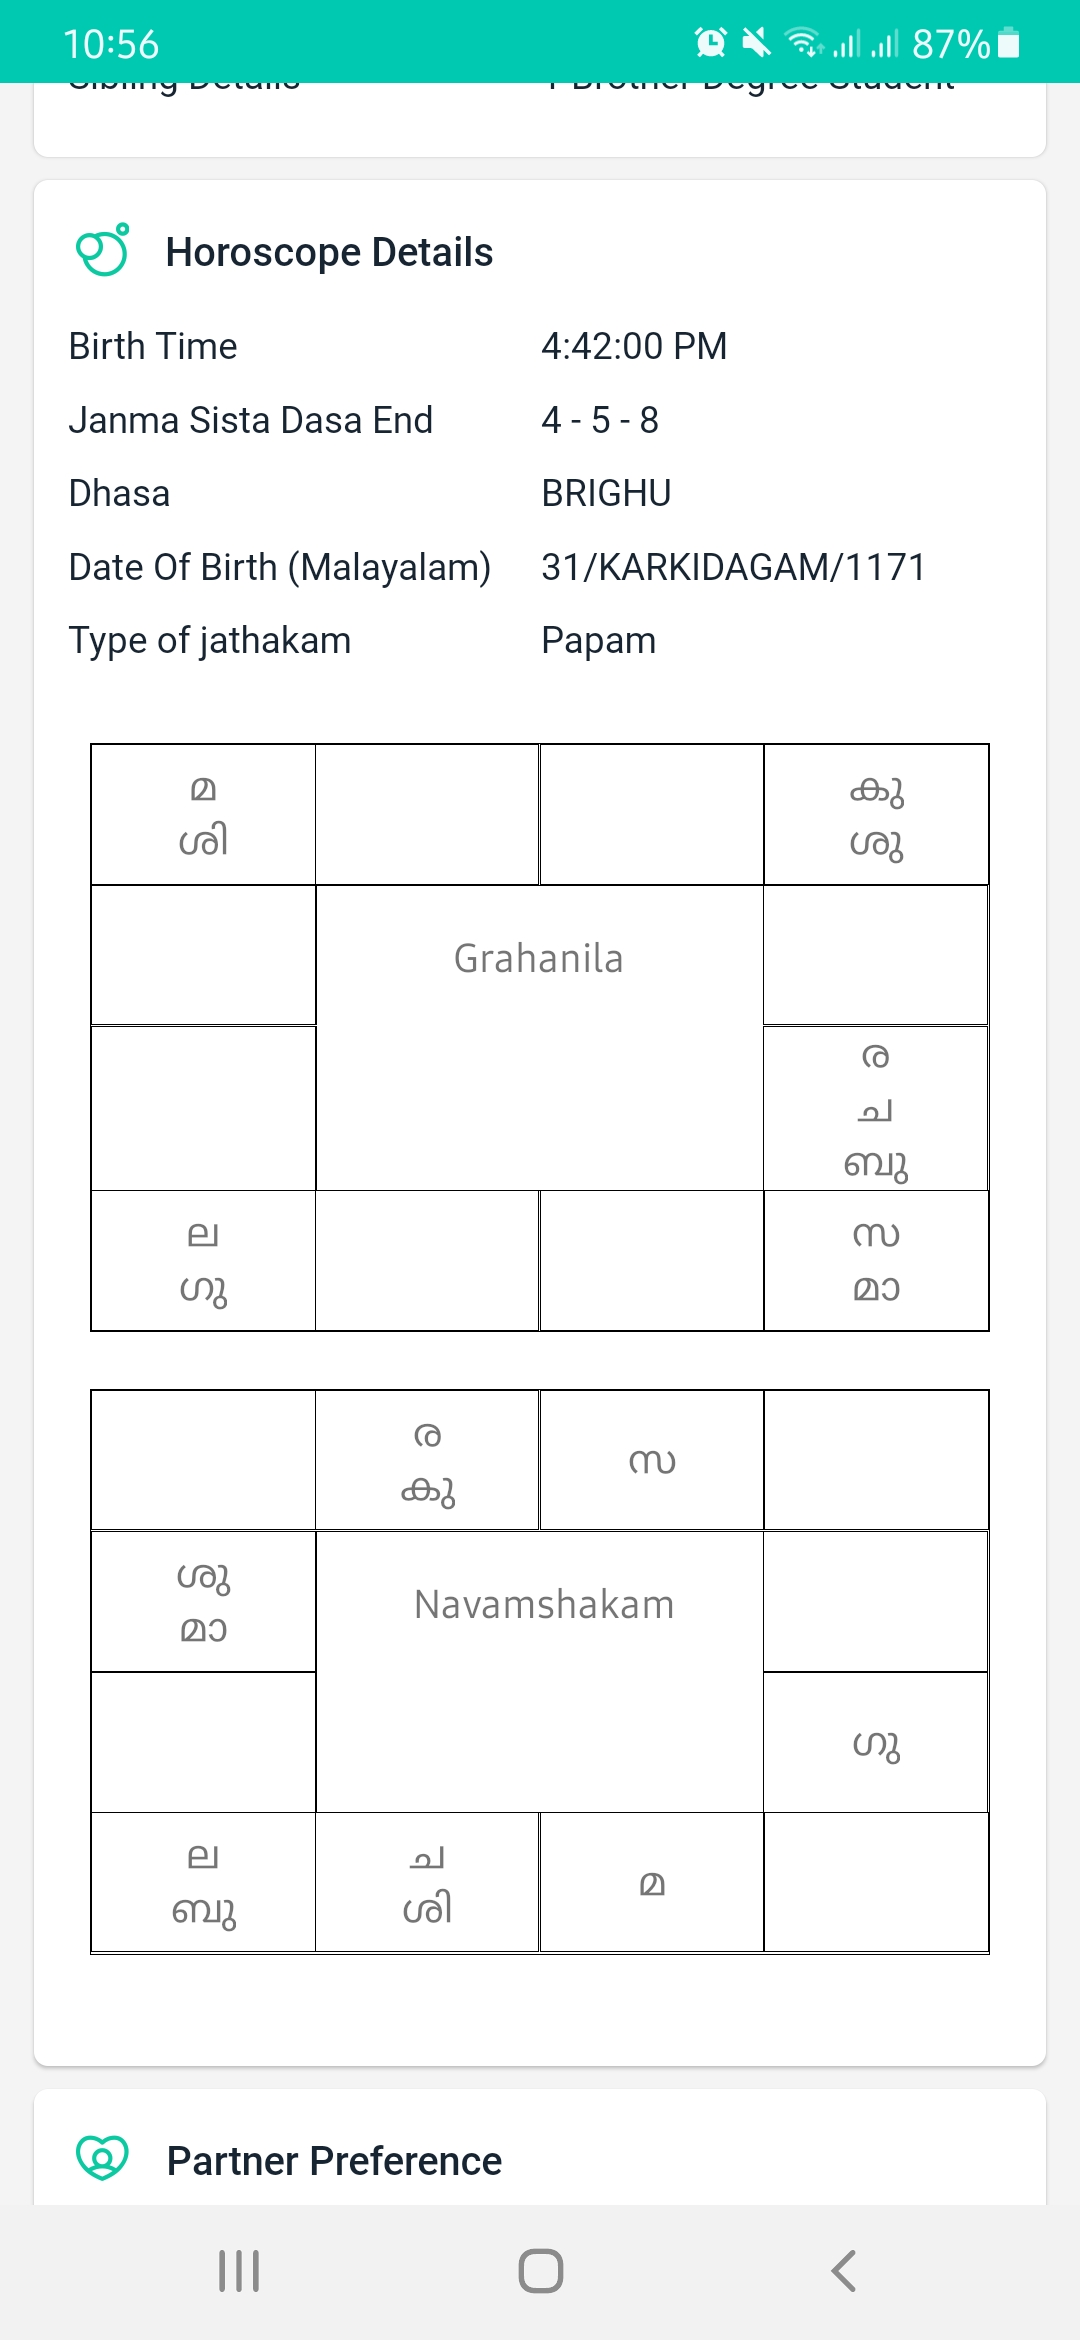 10:56 87%
Sibling Details 1 Brother Degree Student
Horoscope Details
Birth Time 4:42:00 PM
Janma Sista Dasa End 4 - 5 - 8
Dhasa BRIGHU
Date Of Birth (Malayalam) 31/KARKIDAGAM/1171
Type of jathakam Papam
മ കു
ശി ശു
Grahanila
ര
ച
ബു
ല സ
ഗു മാ
ര സ
കു
ശു
മാ
Navamshakam
ഗു
ല ച മ
ബു ശി
Partner Preference